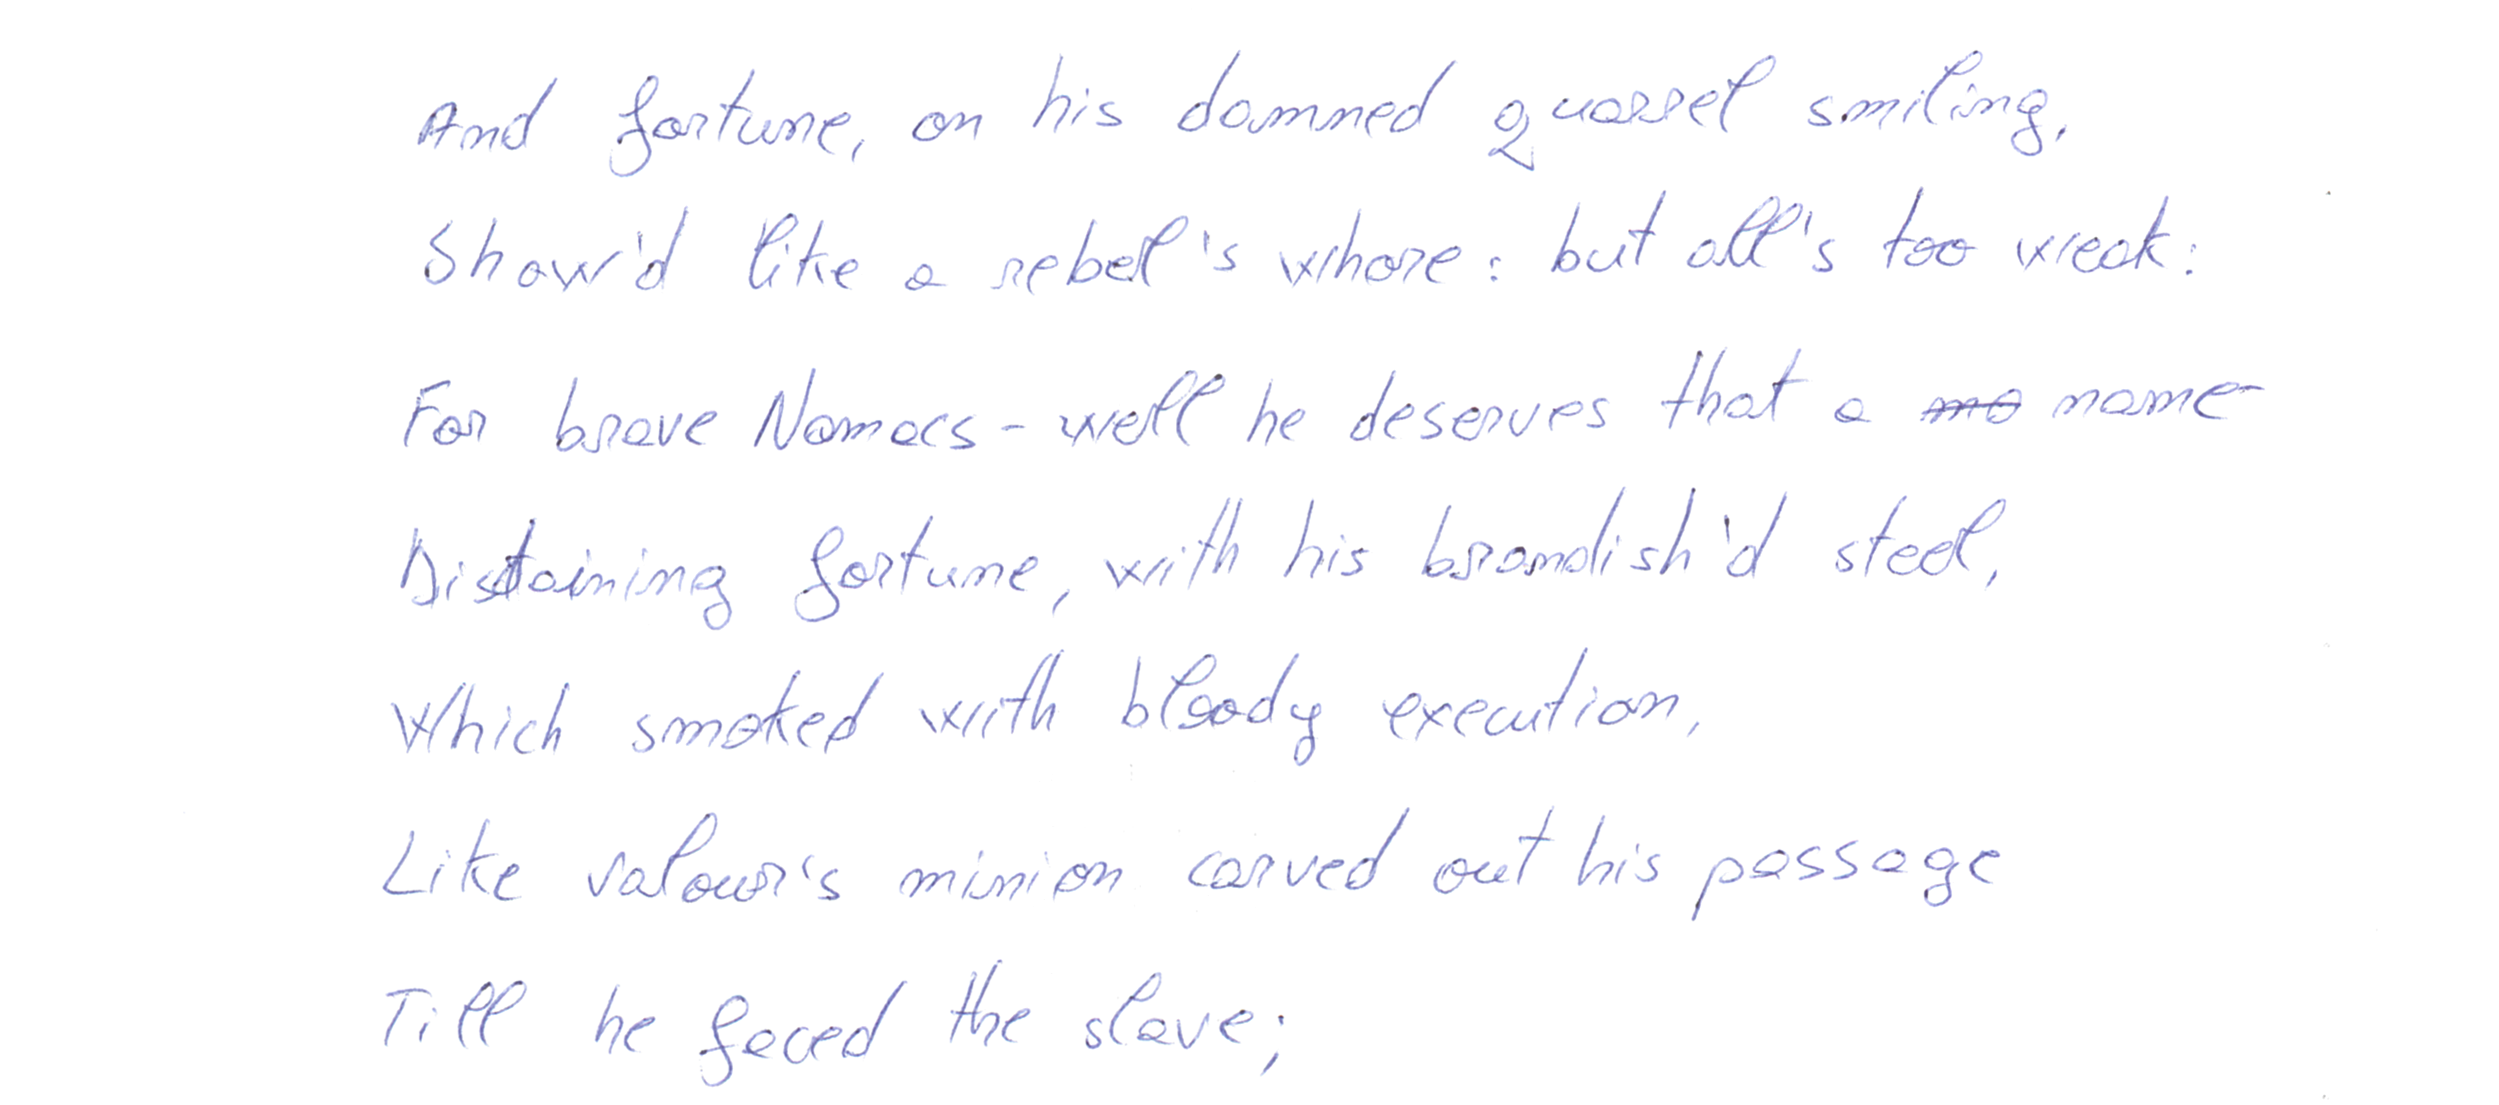 And fortune, on his damned quarrel smiling,
Show'd like a rebel's whore: but all's too weak:
For brave Namacs - well he deserves that a ma name -
Disdaining fortune, with his brandish'd steel,
Which smoked with bloody execution,
Like valour's minion carved out his passage
Till he faced the slave;